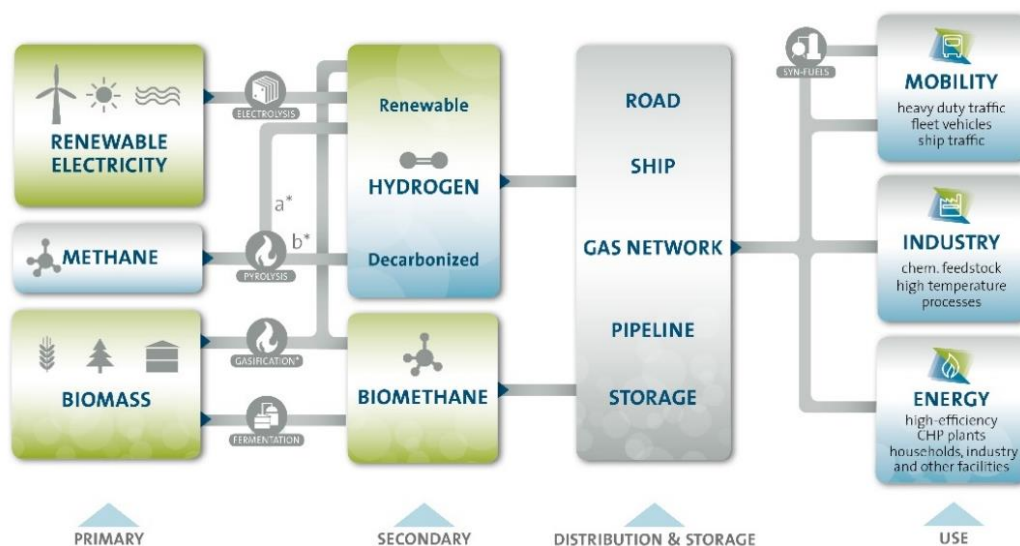 RENEWABLE
ELECTRICITY
METHANE
BIOMASS
ELECTROLYSIS
a*
b*
PYROLYSIS
GASIFICATION*
FERMENTATION
Renewable
HYDROGEN
Decarbonized
BIOMETHANE
ROAD
SHIP
GAS NETWORK
PIPELINE
STORAGE
SYN-FUELS
MOBILITY
heavy duty traffic
fleet vehicles
ship traffic
INDUSTRY
chem. feedstock
high temperature
processes
ENERGY
high-efficiency
CHP plants
households, industry
and other facilities
PRIMARY
SECONDARY
DISTRIBUTION & STORAGE
USE